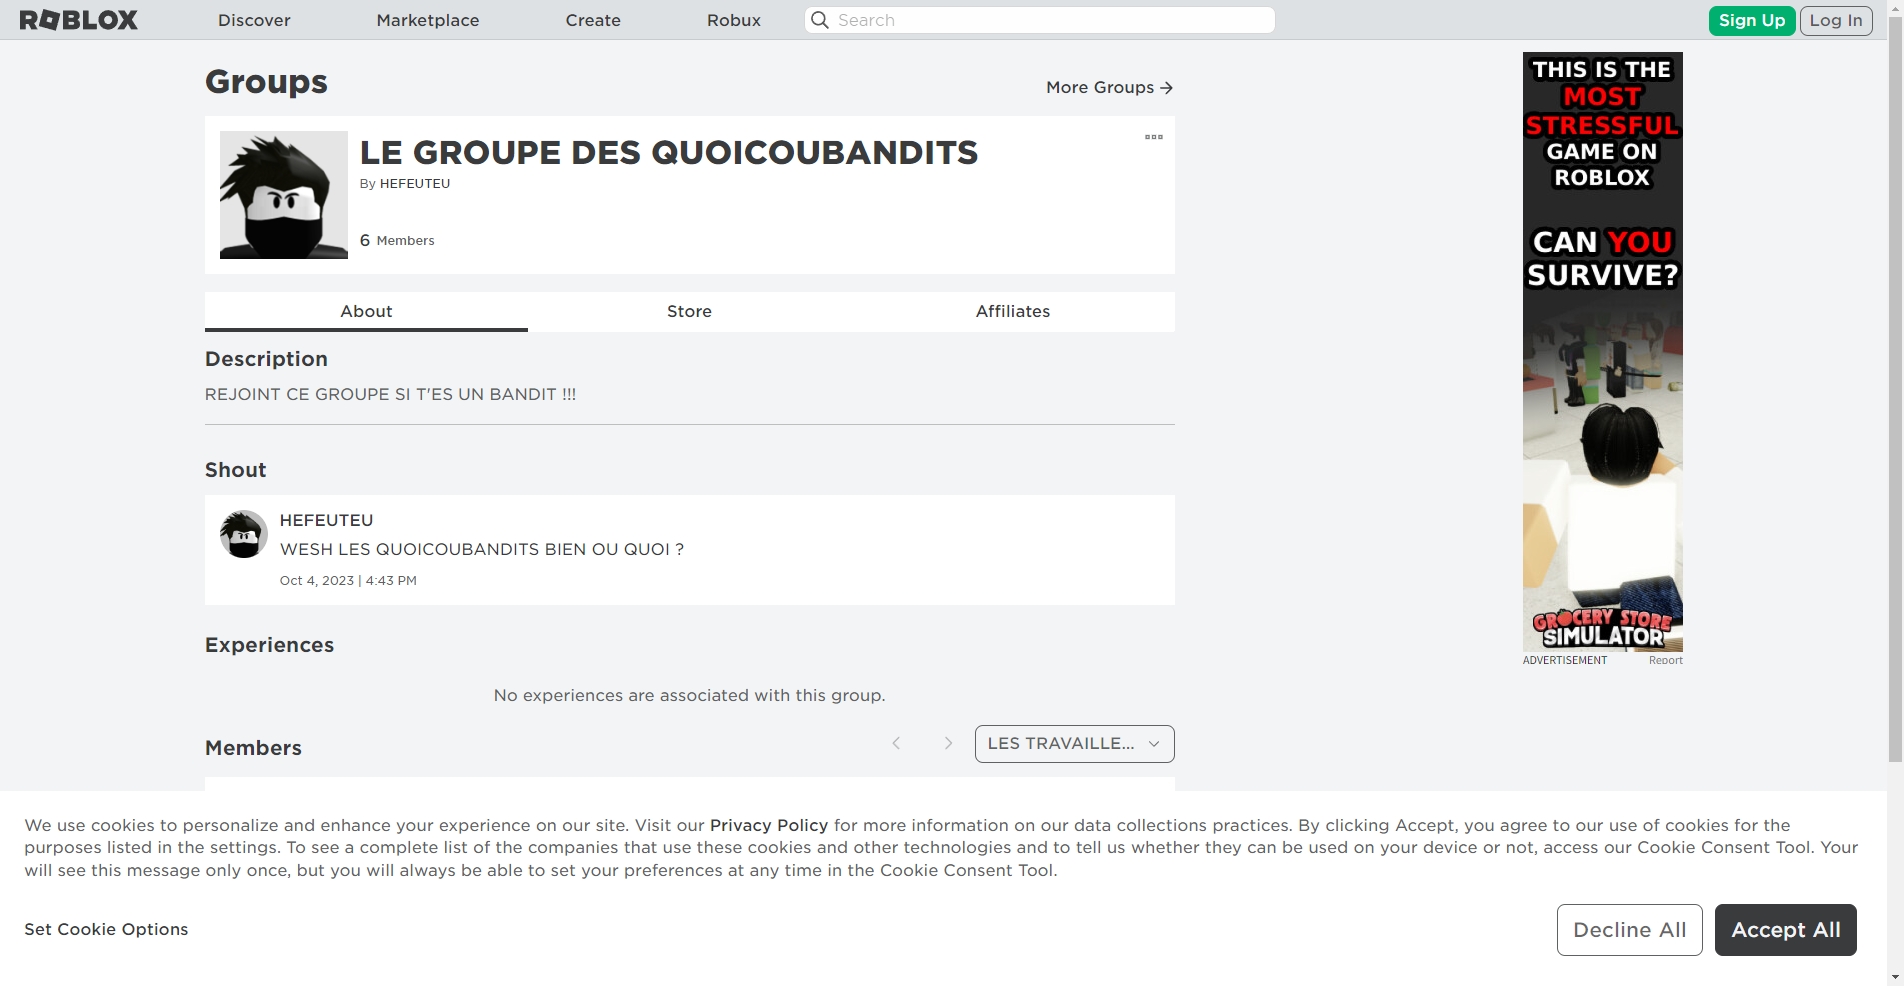 ROBLOX
Discover
Marketplace
Create
Robux
Search
Sign Up
Log In
Groups
More Groups
LE GROUPE DES QUOICOUBANDITS
By HEFEUTEU
6 Members
About
Store
Affiliates
Description
REJOINT CE GROUPE SI T'ES UN BANDIT !!!
Shout
HEFEUTEU
WESH LES QUOICOUBANDITS BIEN OU QUOI ?
Oct 4, 2023 | 4:43 PM
Experiences
No experiences are associated with this group.
Members
LES TRAVAILLE...
THIS IS THE
MOST
STRESSFUL
GAME ON
ROBLOX
CAN YOU
SURVIVE?
GROCERY STORE
SIMULATOR
ADVERTISEMENT
Report
We use cookies to personalize and enhance your experience on our site. Visit our Privacy Policy for more information on our data collections practices. By clicking Accept, you agree to our use of cookies for the
purposes listed in the settings. To see a complete list of the companies that use these cookies and other technologies and to tell us whether they can be used on your device or not, access our Cookie Consent Tool. Your
will see this message only once, but you will always be able to set your preferences at any time in the Cookie Consent Tool.
Set Cookie Options
Decline All
Accept All